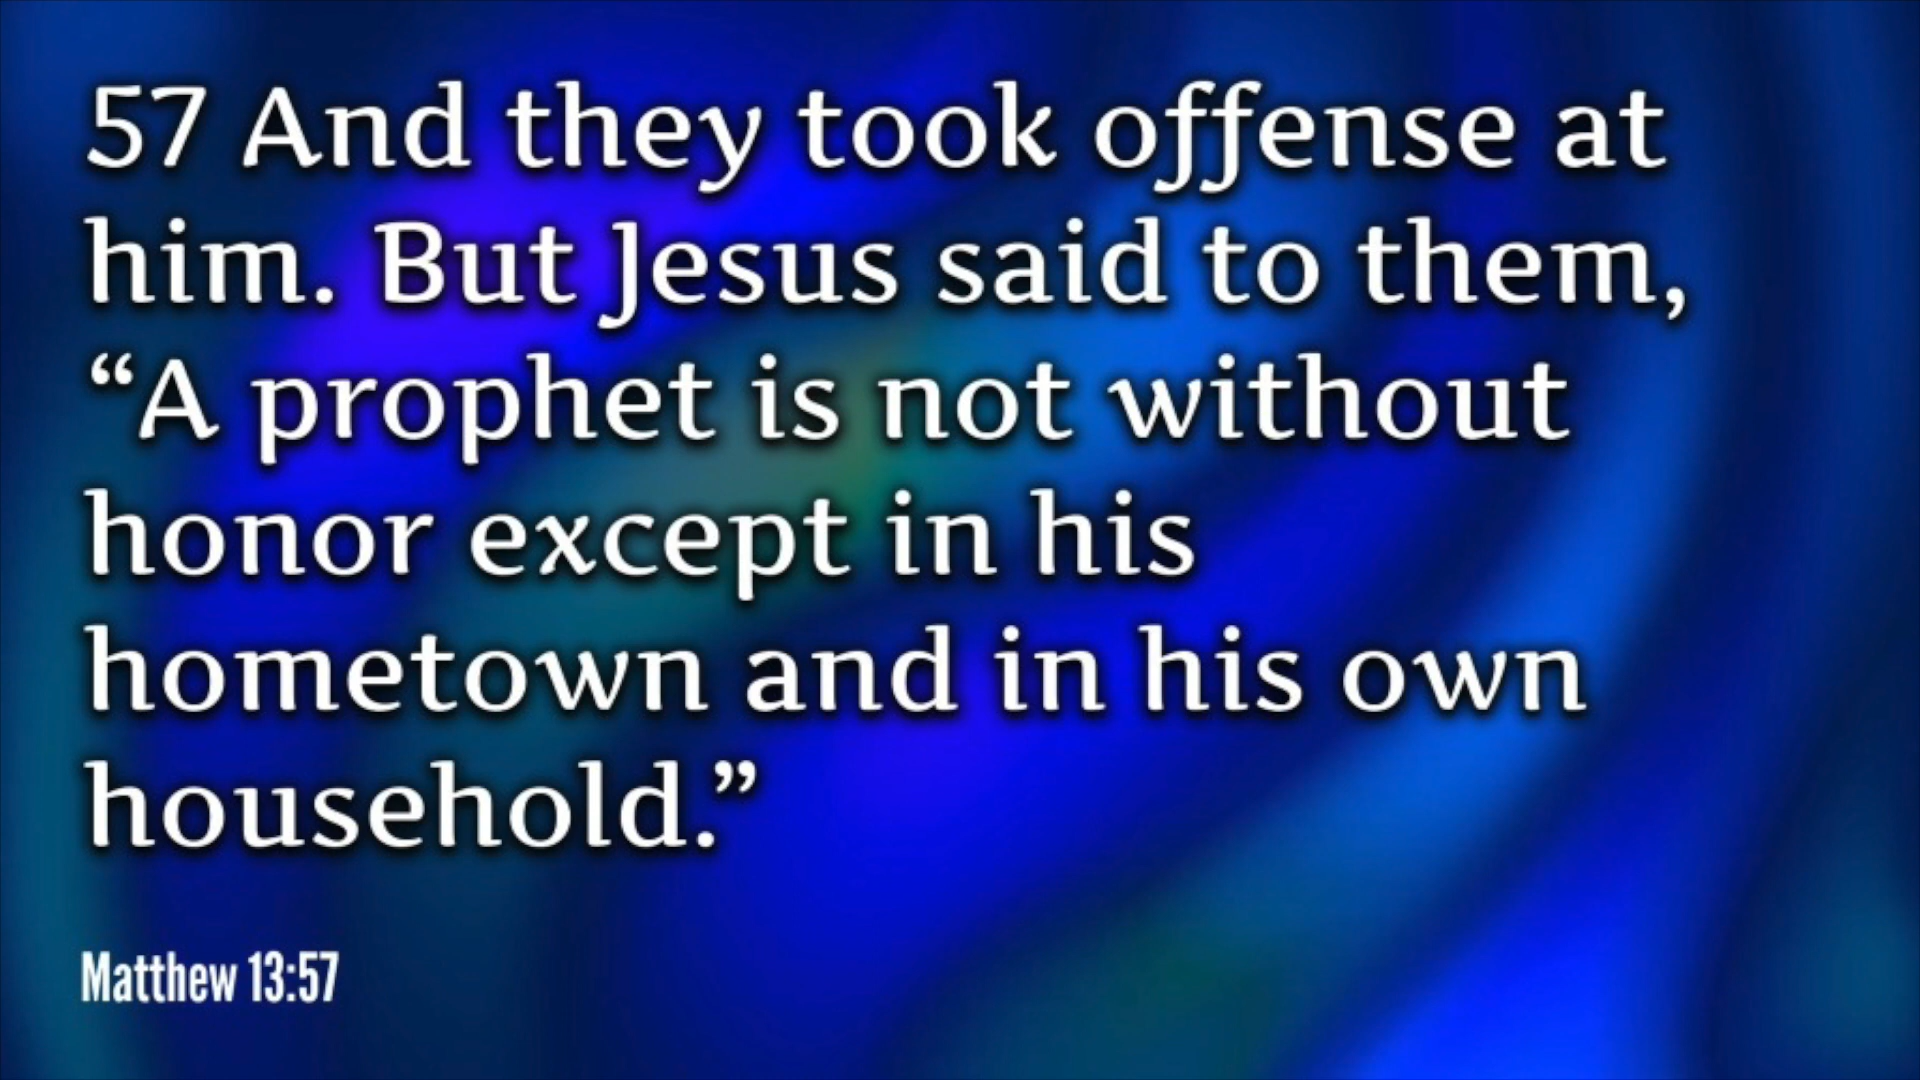 57 And they took offense at
him. But Jesus said to them,
“A prophet is not without
honor except in his
hometown and in his own
household.”
Matthew 13:57